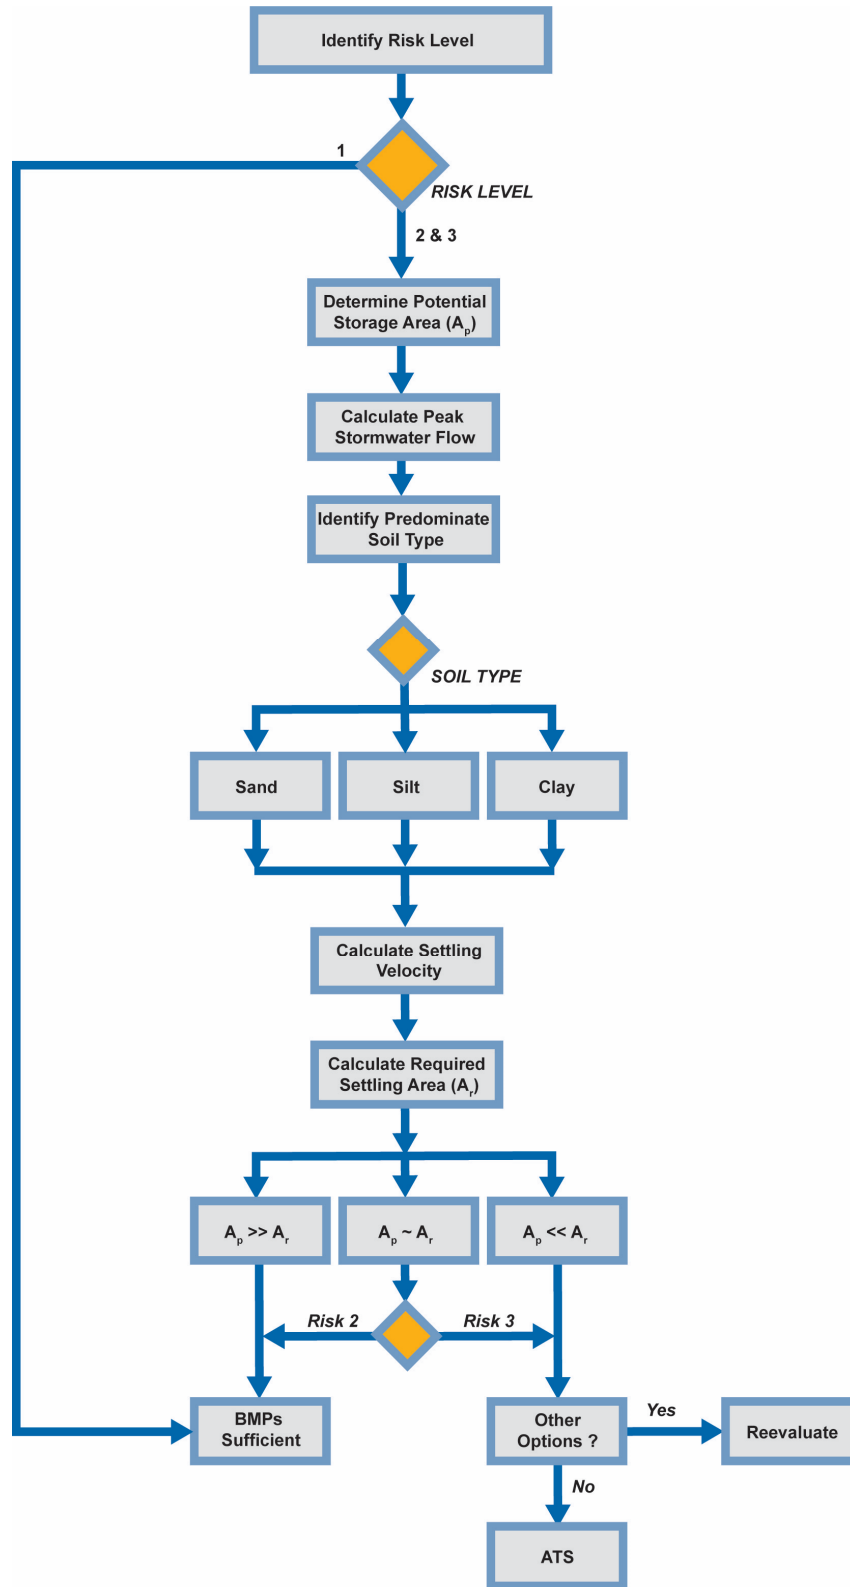 Identify Risk Level
1
RISK LEVEL
2 & 3
Determine Potential
Storage Area (Ap)
Calculate Peak
Stormwater Flow
Identify Predominate
Soil Type
SOIL TYPE
Sand
Silt
Clay
Calculate Settling
Velocity
Calculate Required
Settling Area (Ar)
Ap >> Ar
Ap ~ Ar
Ap << Ar
Risk 2
Risk 3
BMPs
Sufficient
Other
Options ?
Yes
Reevaluate
No
ATS